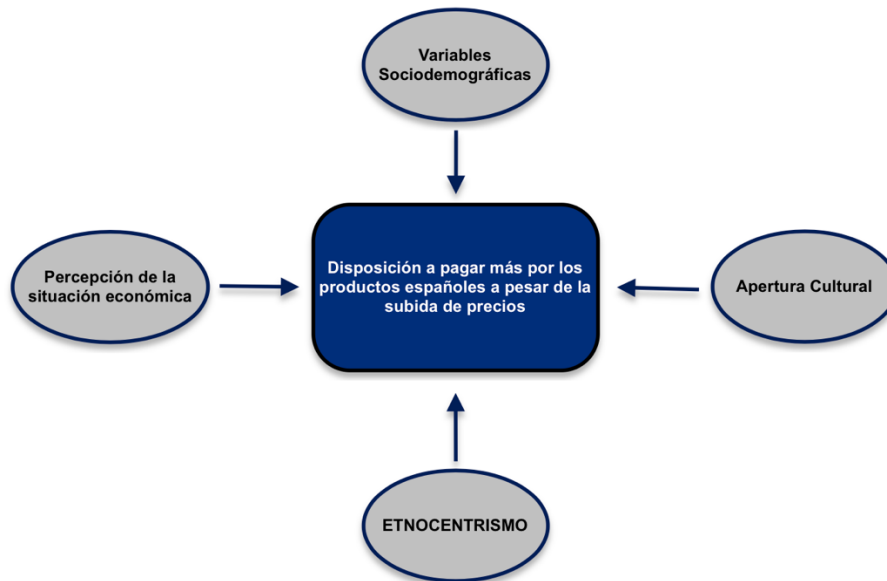 Variables
Sociodemográficas
Percepción de la
situación económica
Disposición a pagar más por los
productos españoles a pesar de la
subida de precios
Apertura Cultural
ETNOCENTRISMO